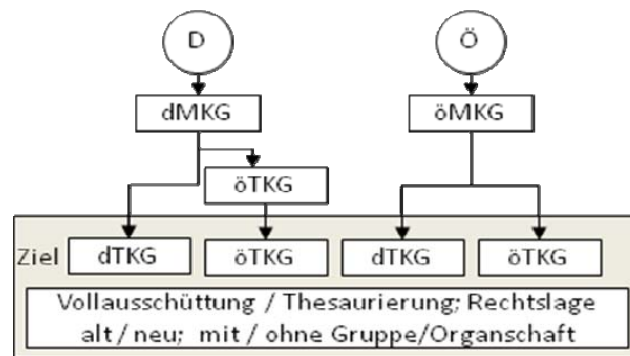 D Ö
dMKG öMKG
öTKG
Ziel dTKG öTKG dTKG öTKG
Vollausschüttung / Thesaurierung; Rechtslage
alt / neu; mit / ohne Gruppe/Organschaft